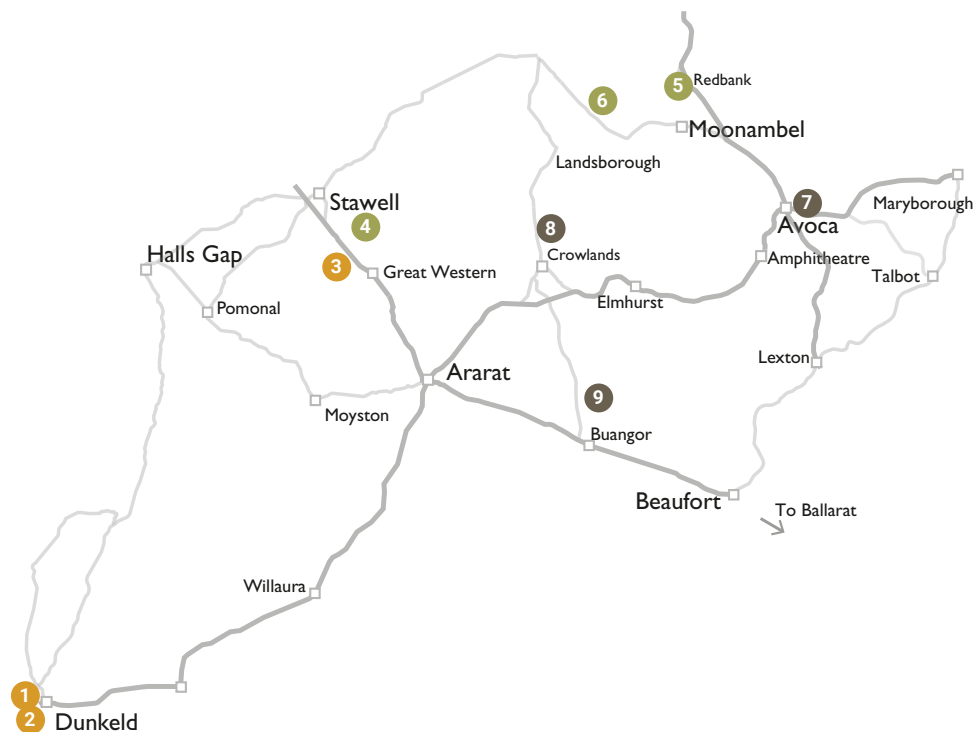 5
Redbank
6
Moonambel
Landsborough
Stawell
7
Maryborough
4
8
Avoca
Halls Gap
3
Great Western
Crowlands
Amphitheatre
Talbot
Elmhurst
Pomonal
Lexton
Ararat
9
Moyston
Buangor
Beaufort
To Ballarat
Willaura
1
2
Dunkeld